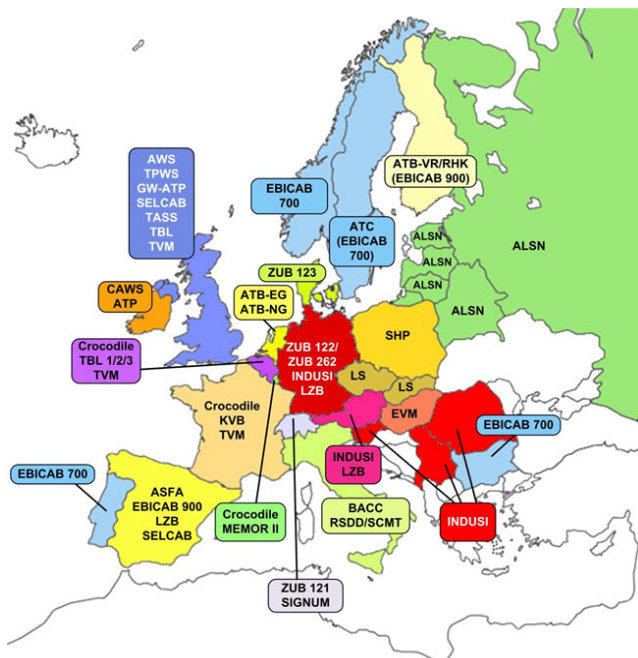 AWS
TPWS
GW-ATP
SELCAB
TASS
TBL
TVM
EBICAB
700
ATB-VR/RHK
(EBICAB 900)
ATC
(EBICAB
700)
ALSN
ALSN
ALSN
ALSN
ALSN
ZUB 123
CAWS
ATP
ATB-EG
ATB-NG
Crocodile
TBL 1/2/3
TVM
ZUB 122/
ZUB 262
INDUSI
LZB
SHP
LS
LS
EVM
Crocodile
KVB
TVM
EBICAB 700
INDUSI
LZB
EBICAB 700
ASFA
EBICAB 900
LZB
SELCAB
Crocodile
MEMOR II
BACC
RSDD/SCMT
INDUSI
ZUB 121
SIGNUM